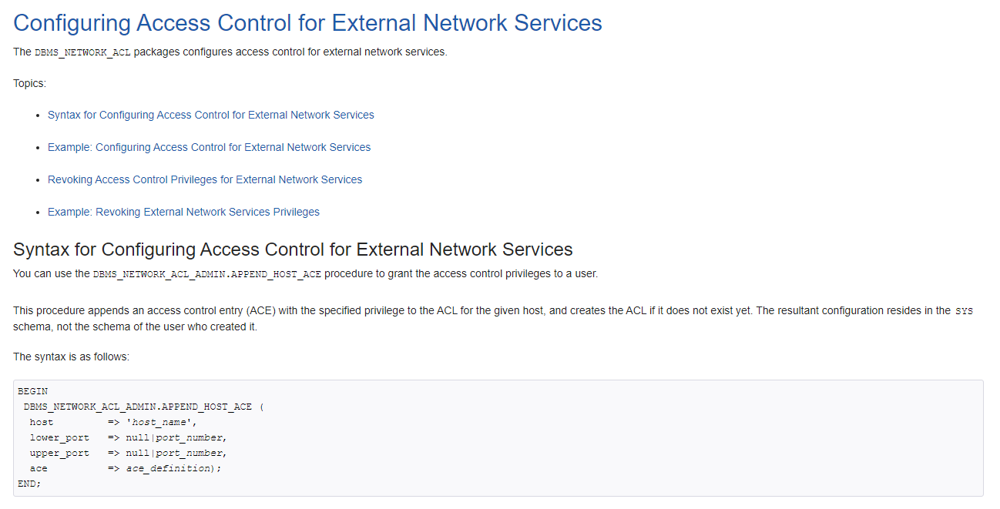 Configuring Access Control for External Network Services
The DBMS_NETWORK_ACL packages configures access control for external network services.
Topics:
• Syntax for Configuring Access Control for External Network Services
• Example: Configuring Access Control for External Network Services
• Revoking Access Control Privileges for External Network Services
• Example: Revoking External Network Services Privileges
Syntax for Configuring Access Control for External Network Services
You can use the DBMS_NETWORK_ACL_ADMIN.APPEND_HOST_ACE procedure to grant the access control privileges to a user.
This procedure appends an access control entry (ACE) with the specified privilege to the ACL for the given host, and creates the ACL if it does not exist yet. The resultant configuration resides in the SYS
schema, not the schema of the user who created it.
The syntax is as follows:
BEGIN
 DBMS_NETWORK_ACL_ADMIN.APPEND_HOST_ACE (
  host         => 'host_name',
  lower_port   => null|port_number,
  upper_port   => null|port_number,
  ace          => ace_definition);
END;